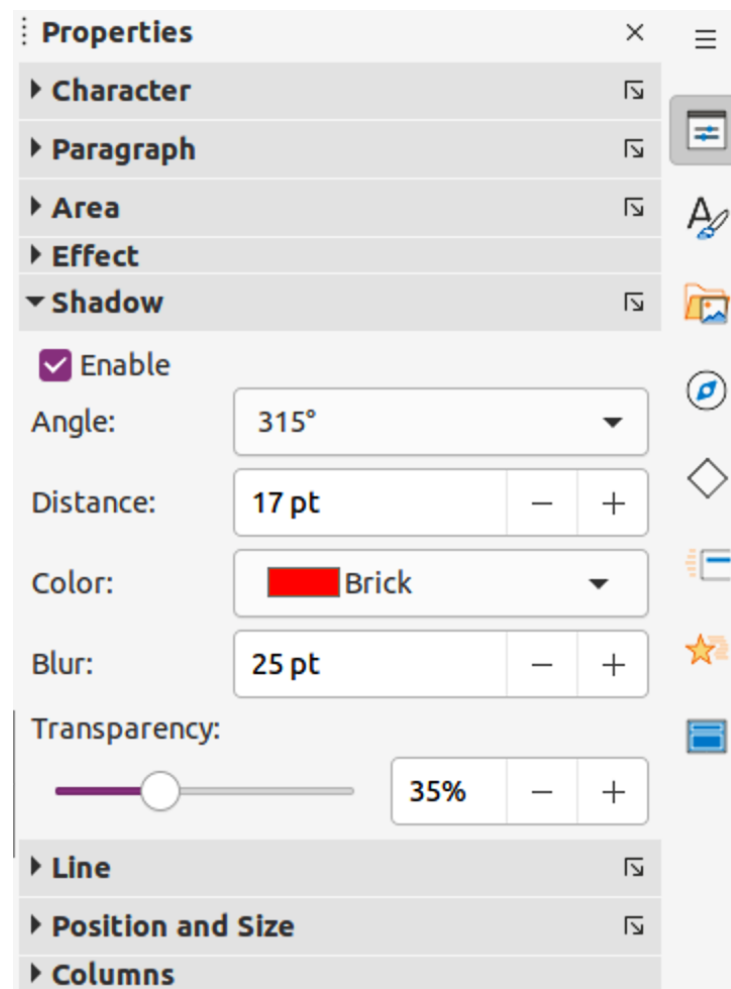 Properties
Character
Paragraph
Area
Effect
Shadow
Enable
Angle: 315°
Distance: 17 pt
Color: Brick
Blur: 25 pt
Transparency:
35%
Line
Position and Size
Columns